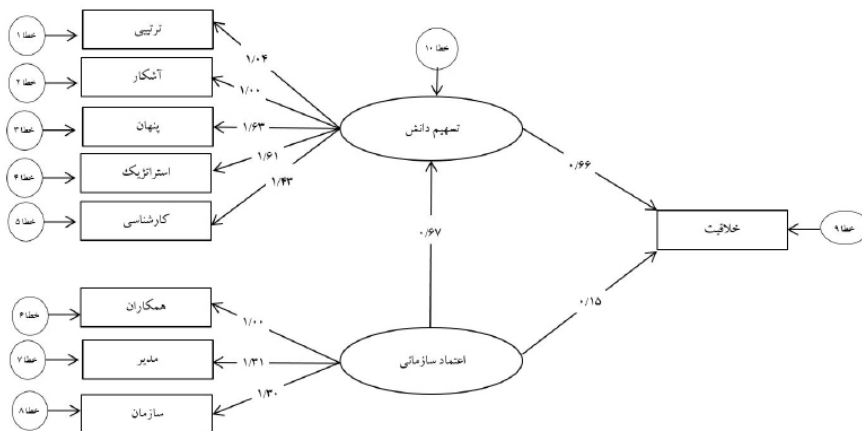 خطا ۱
ترتیبی
۱/۰۴
خطا ۲
آشکار
۱/۰۰
خطا ۳
پنهان
۱/۶۳
خطا ۴
استراتژیک
۱/۶۱
خطا ۵
کارشناسی
۱/۴۳
خطا ۱۰
تسهیم دانش
۰/۶۶
۰/۶۷
خلاقیت
خطا ۹
۰/۱۵
اعتماد سازمانی
خطا ۶
همکاران
۱/۰۰
خطا ۷
مدیر
۱/۳۱
خطا ۸
سازمان
۱/۳۰